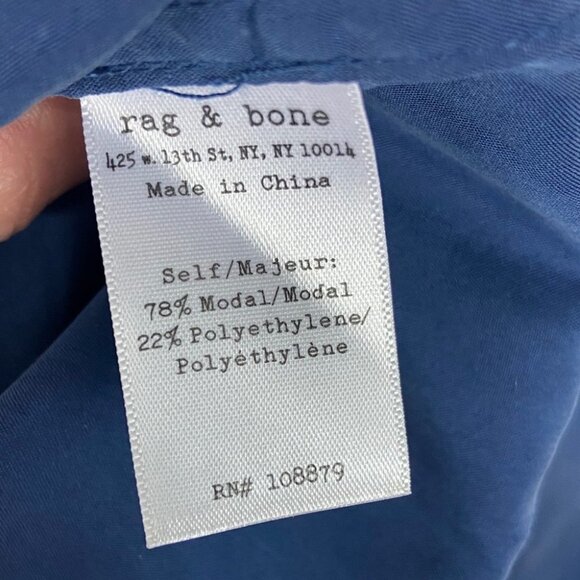 rag & bone
425 w. 13th St, NY, NY 10014
Made in China
Self/Majeur:
78% Modal/Modal
22% Polyethylene/
Polyéthylène
RN# 108879